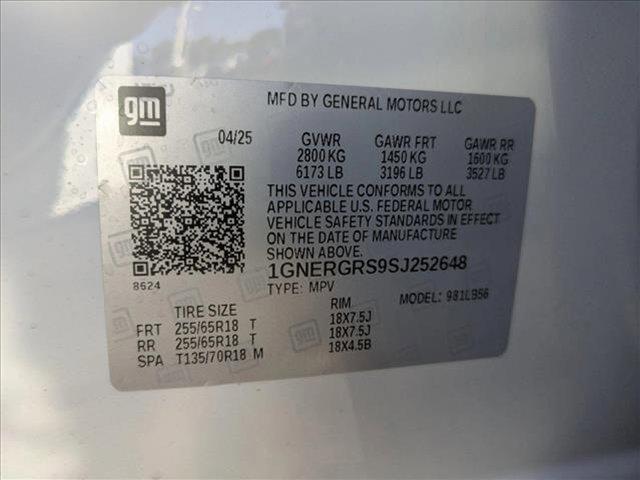 gm
MFD BY GENERAL MOTORS LLC
04/25 GVWR GAWR FRT GAWR RR
2800 KG 1450 KG 1600 KG
6173 LB 3196 LB 3527 LB
THIS VEHICLE CONFORMS TO ALL
APPLICABLE U.S. FEDERAL MOTOR
VEHICLE SAFETY STANDARDS IN EFFECT
ON THE DATE OF MANUFACTURE
SHOWN ABOVE.
1GNERGRS9SJ252648
8624
TYPE: MPV MODEL: 981LB56
TIRE SIZE RIM
FRT 255/65R18 T 18X7.5J
RR 255/65R18 T 18X7.5J
SPA T135/70R18 M 18X4.5B